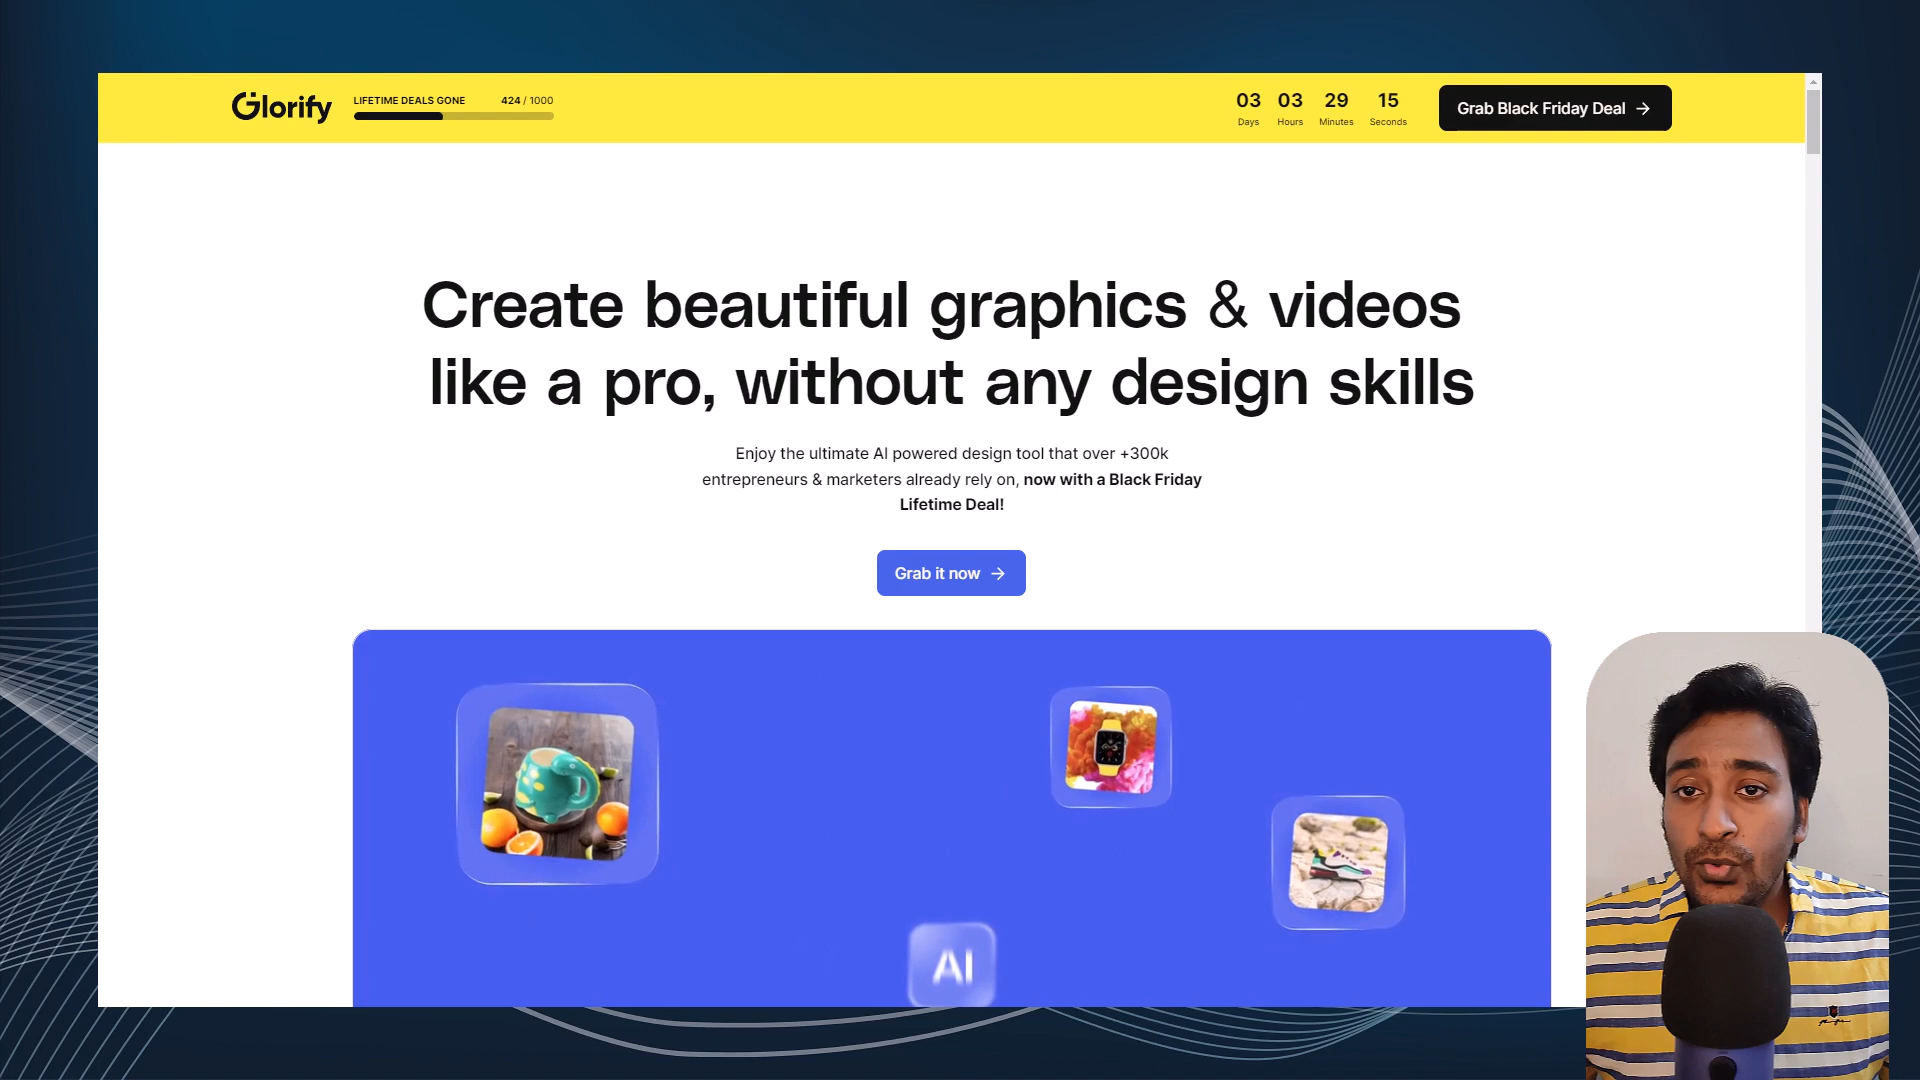 Glorify
LIFETIME DEALS GONE 424 / 1000
03 03 29 15
Days Hours Minutes Seconds
Grab Black Friday Deal →
Create beautiful graphics & videos
like a pro, without any design skills
Enjoy the ultimate AI powered design tool that over +300k
entrepreneurs & marketers already rely on, now with a Black Friday
Lifetime Deal!
Grab it now →
AI